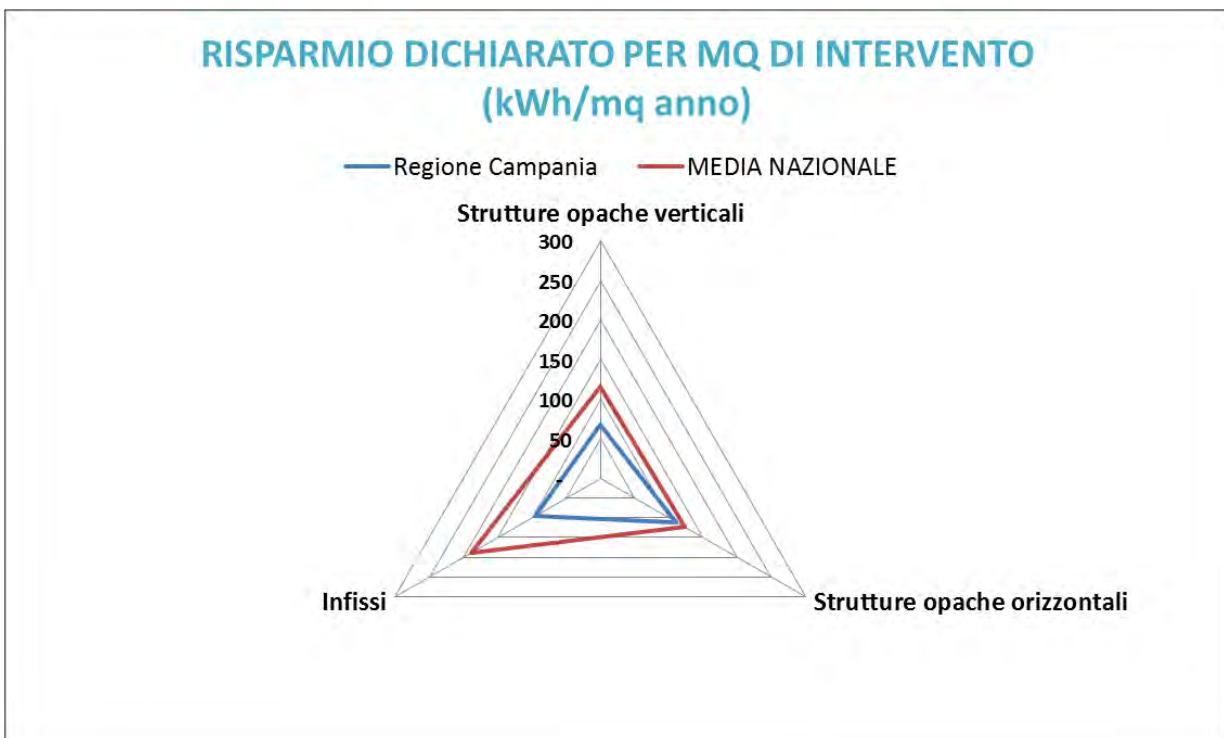 RISPARMIO DICHIARATO PER MQ DI INTERVENTO
(kWh/mq anno)
Regione Campania MEDIA NAZIONALE
Strutture opache verticali
300
250
200
150
100
50
-
Infissi
Strutture opache orizzontali